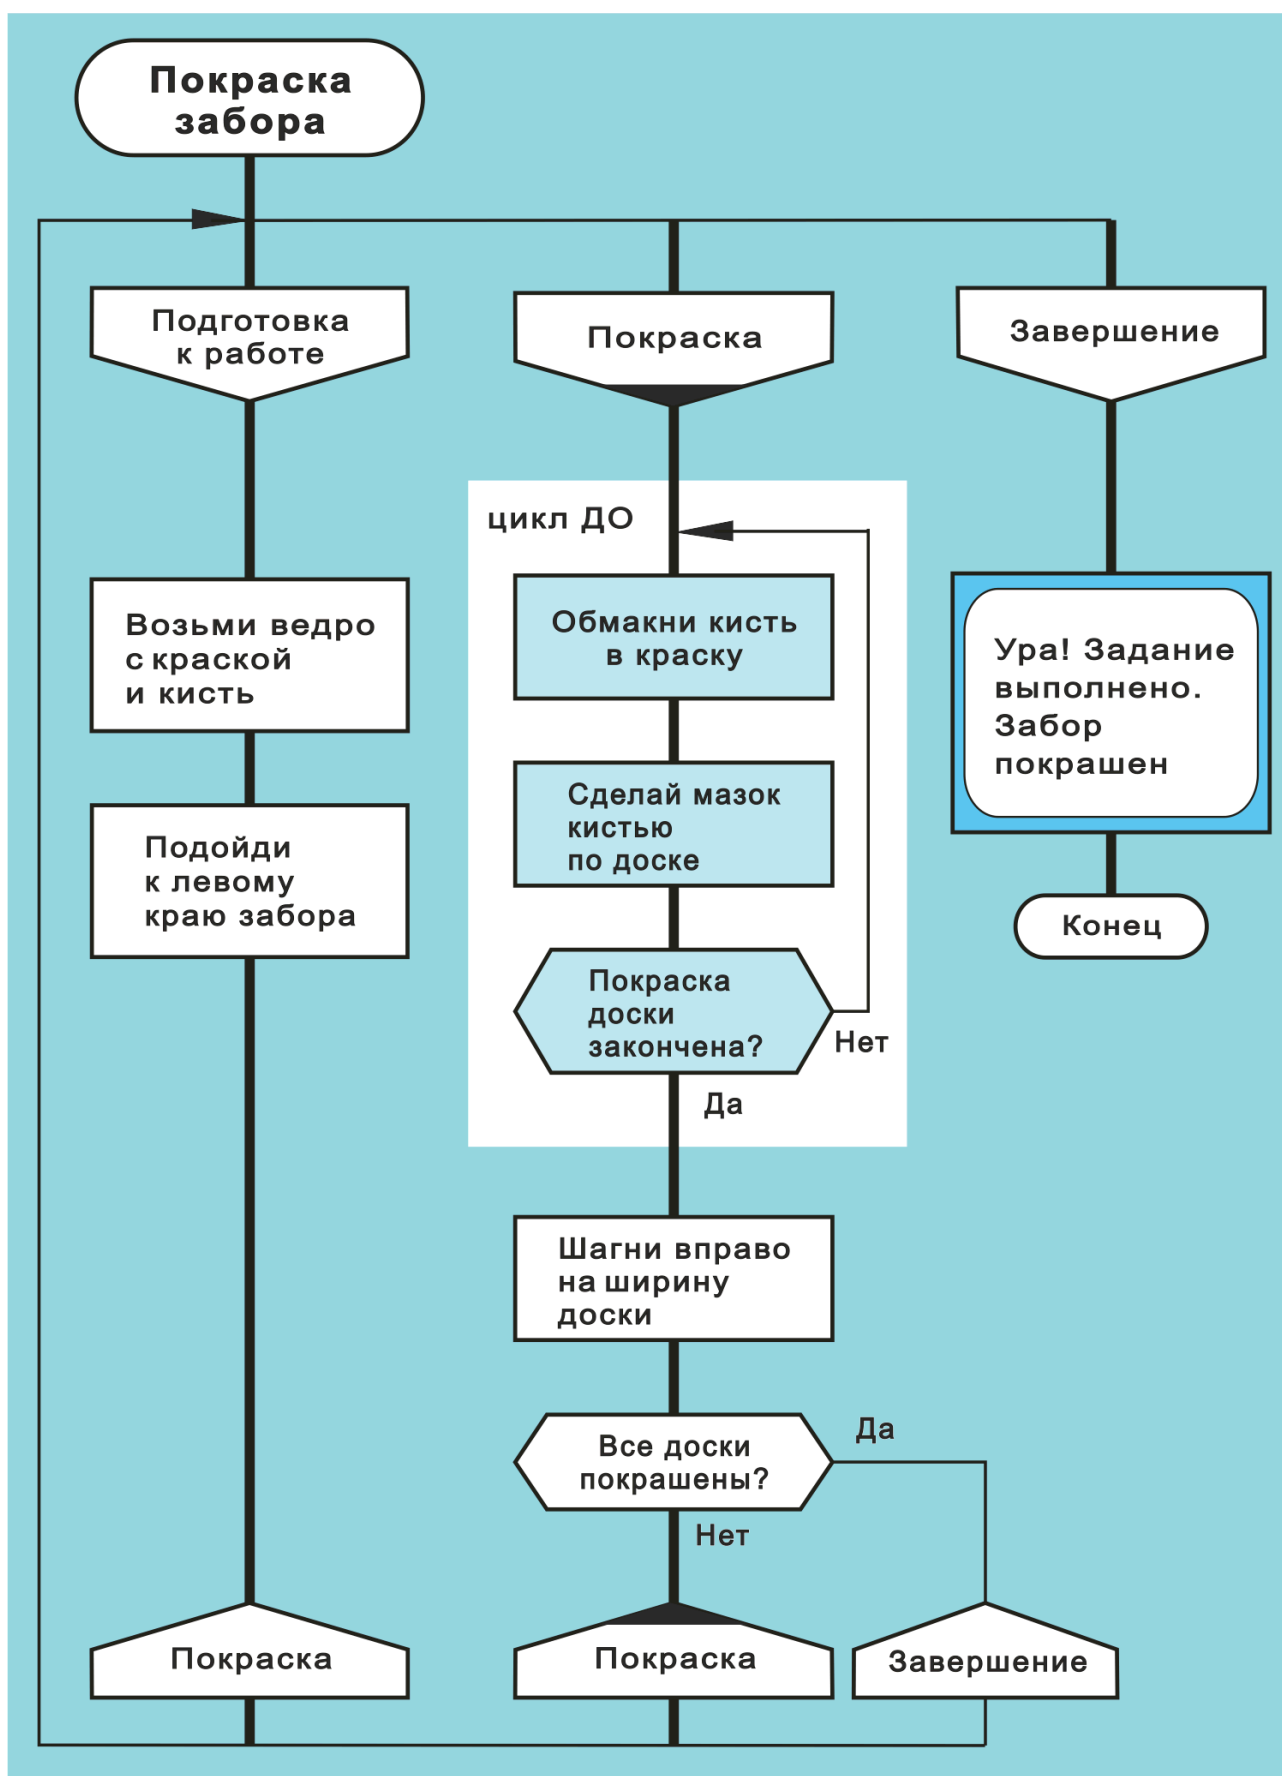 Покраска
забора
Подготовка
к работе
Покраска
Завершение
цикл ДО
Возьми ведро
с краской
и кисть
Обмакни кисть
в краску
Ура! Задание
выполнено.
Забор
покрашен
Подойди
к левому
краю забора
Сделай мазок
кистью
по доске
Конец
Покраска
доски
закончена?
Нет
Да
Шагни вправо
на ширину
доски
Все доски
покрашены?
Да
Нет
Покраска
Покраска
Завершение